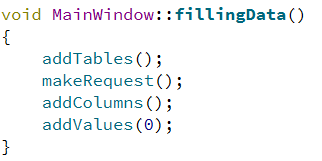 void MainWindow::fillingData()
{
    addTables();
    makeRequest();
    addColumns();
    addValues(0);
}